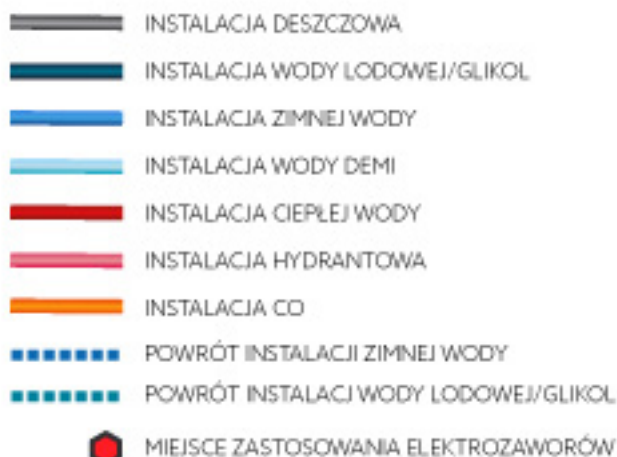 INSTALACJA DESZCZOWA
INSTALACJA WODY LODOWEJ/GLIKOL
INSTALACJA ZIMNEJ WODY
INSTALACJA WODY DEMI
INSTALACJA CIEPŁEJ WODY
INSTALACJA HYDRANTOWA
INSTALACJA CO
POWRÓT INSTALACJI ZIMNEJ WODY
POWRÓT INSTALACJ WODY LODOWEJ/GLIKOL
MIEJSCE ZASTOSOWANIA ELEKTROZAWORÓW